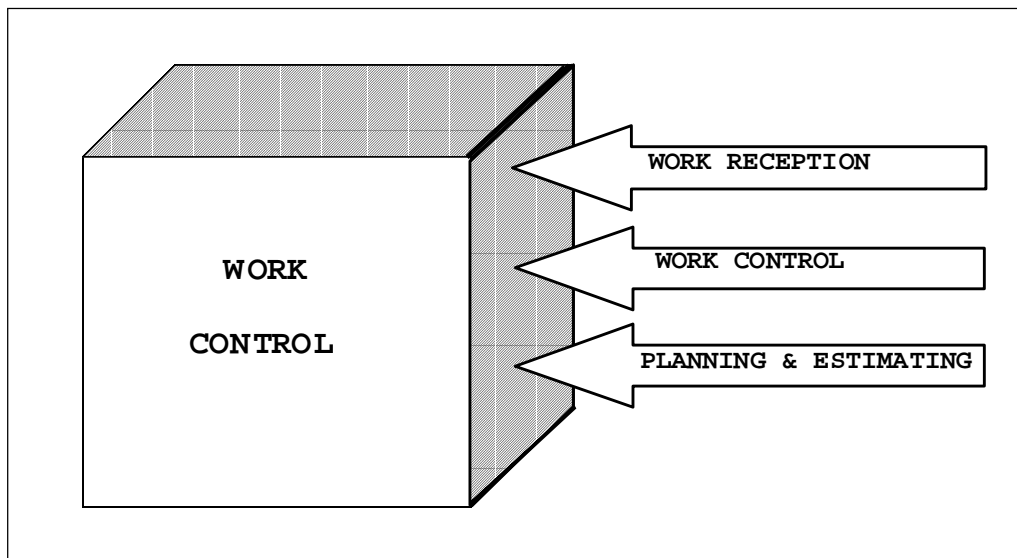 WORK RECEPTION
WORK
CONTROL
WORK CONTROL
PLANNING & ESTIMATING